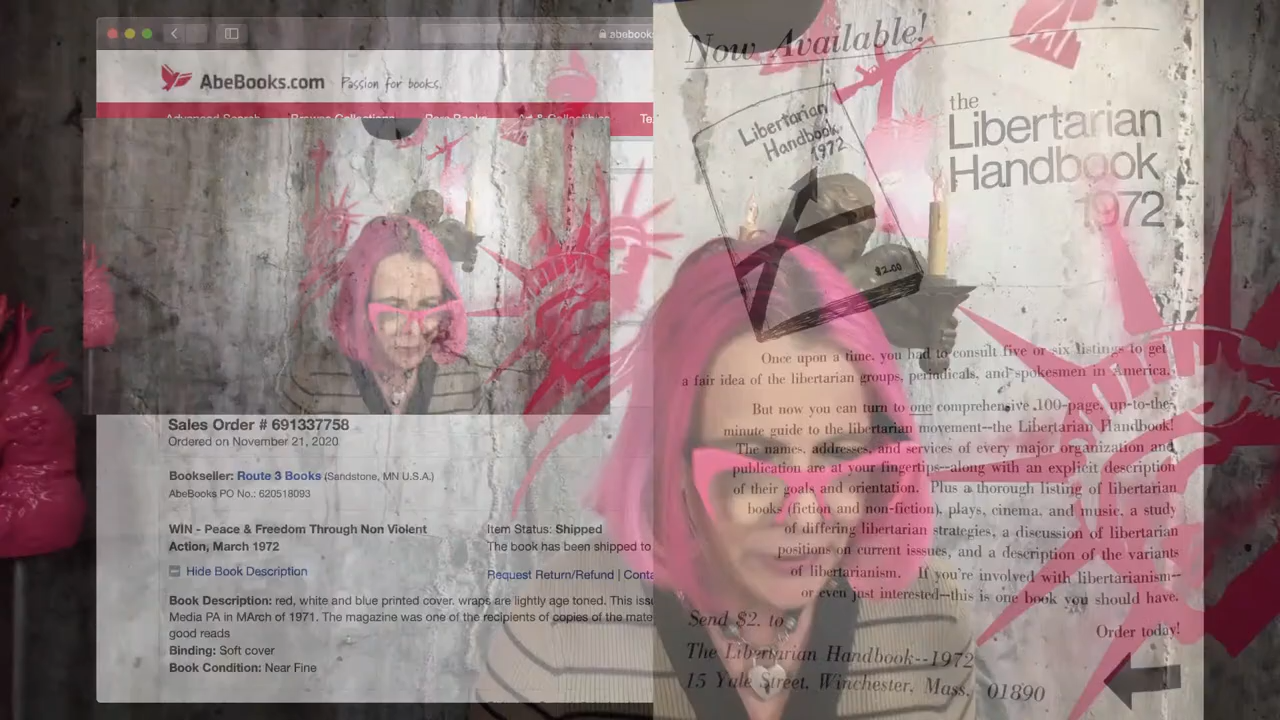 abebooks
AbeBooks.com
Passion for books.
Advanced Search Browse Collections Rare Books Art & Collectibles
Sales Order # 691337758
Ordered on November 21, 2020
Bookseller: Route 3 Books (Sandstone, MN U.S.A.)
AbeBooks PO No.: 620518093
WIN - Peace & Freedom Through Non Violent
Action, March 1972
Item Status: Shipped
The book has been shipped to
Hide Book Description
Request Return/Refund |
Book Description: red, white and blue printed cover. wraps are lightly age toned. This
Media PA in MArch of 1971. The magazine was one of the recipients of copies of the
good reads
Binding: Soft cover
Book Condition: Near Fine
Now Available!
Libertarian
Handbook
1972
$2.00
the
Libertarian
Handbook
1972
Once upon a time, you had to consult five or six listings to get
a fair idea of the libertarian groups, periodicals, and spokesmen in America.
But now you can turn to one comprehensive 100-page, up-to-the-
minute guide to the libertarian movement--the Libertarian Handbook!
The names, addresses, and services of every major organization and
publication are at your fingertips--along with an explicit description
of their goals and orientation. Plus a thorough listing of libertarian
books (fiction and non-fiction), plays, cinema, and music, a study
of differing libertarian strategies, a discussion of libertarian
positions on current isssues, and a description of the variants
of libertarianism. If you're involved with libertarianism--
or even just interested--this is one book you should have.
Order today!
Send $2. to
The Libertarian Handbook--1972
15 Yale Street, Winchester, Mass. 01890